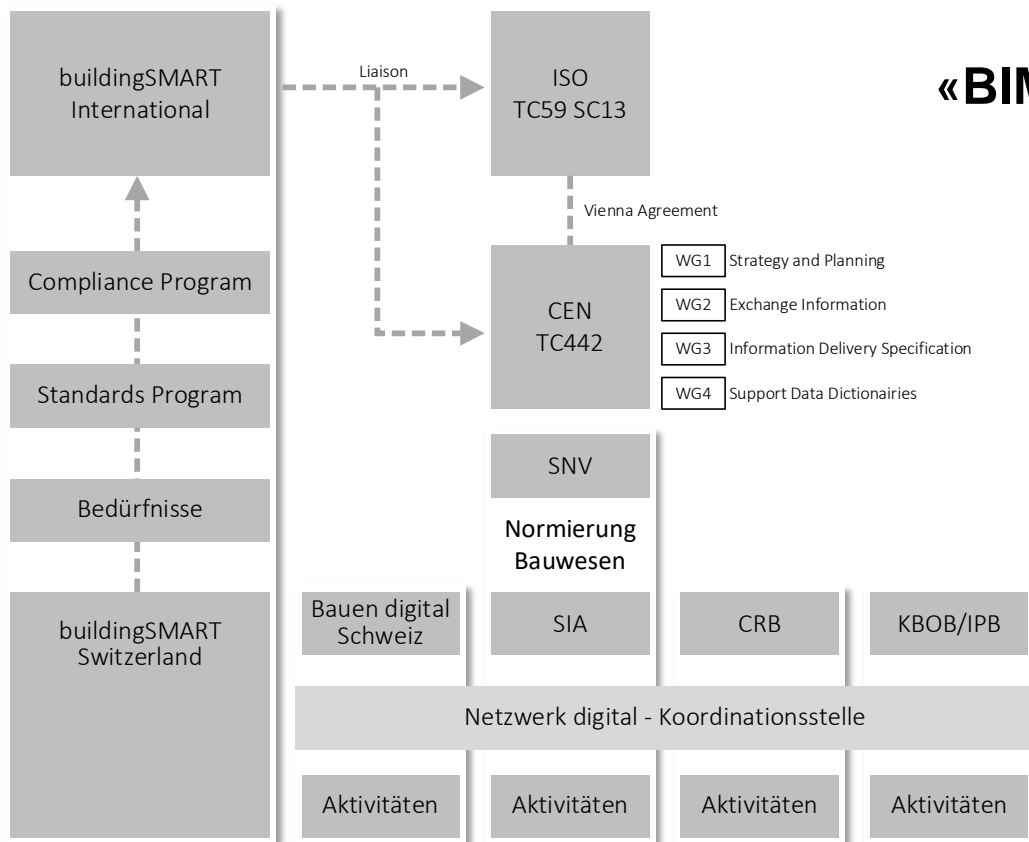 buildingSMART
International
Liaison
ISO
TC59 SC13
«BIM
Vienna Agreement
Compliance Program
CEN
TC442
WG1 Strategy and Planning
WG2 Exchange Information
WG3 Information Delivery Specification
WG4 Support Data Dictionairies
Standards Program
SNV
Bedürfnisse
Normierung
Bauwesen
buildingSMART
Switzerland
Bauen digital
Schweiz
SIA
CRB
KBOB/IPB
Netzwerk digital - Koordinationsstelle
Aktivitäten
Aktivitäten
Aktivitäten
Aktivitäten